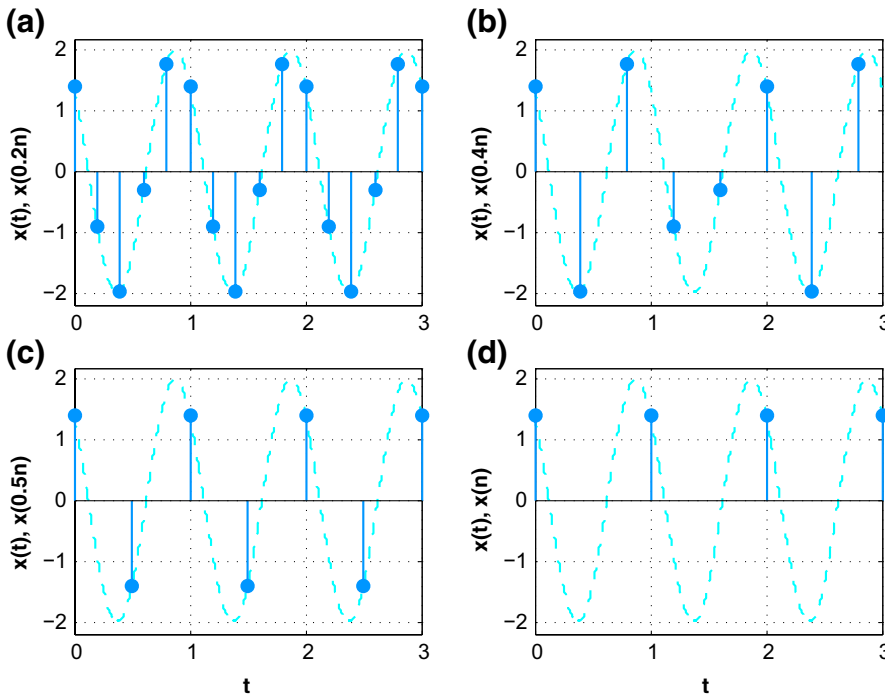 (a)
x(t), x(0.2n)
2
1
0
−1
−2
0 1 2 3
(b)
x(t), x(0.4n)
2
1
0
−1
−2
0 1 2 3
(c)
x(t), x(0.5n)
2
1
0
−1
−2
0 1 2 3
t
(d)
x(t), x(n)
2
1
0
−1
−2
0 1 2 3
t